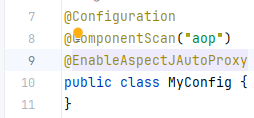 7 @Configuration
8 @ComponentScan("aop")
9 @EnableAspectJAutoProxy
10 public class MyConfig {
11 }